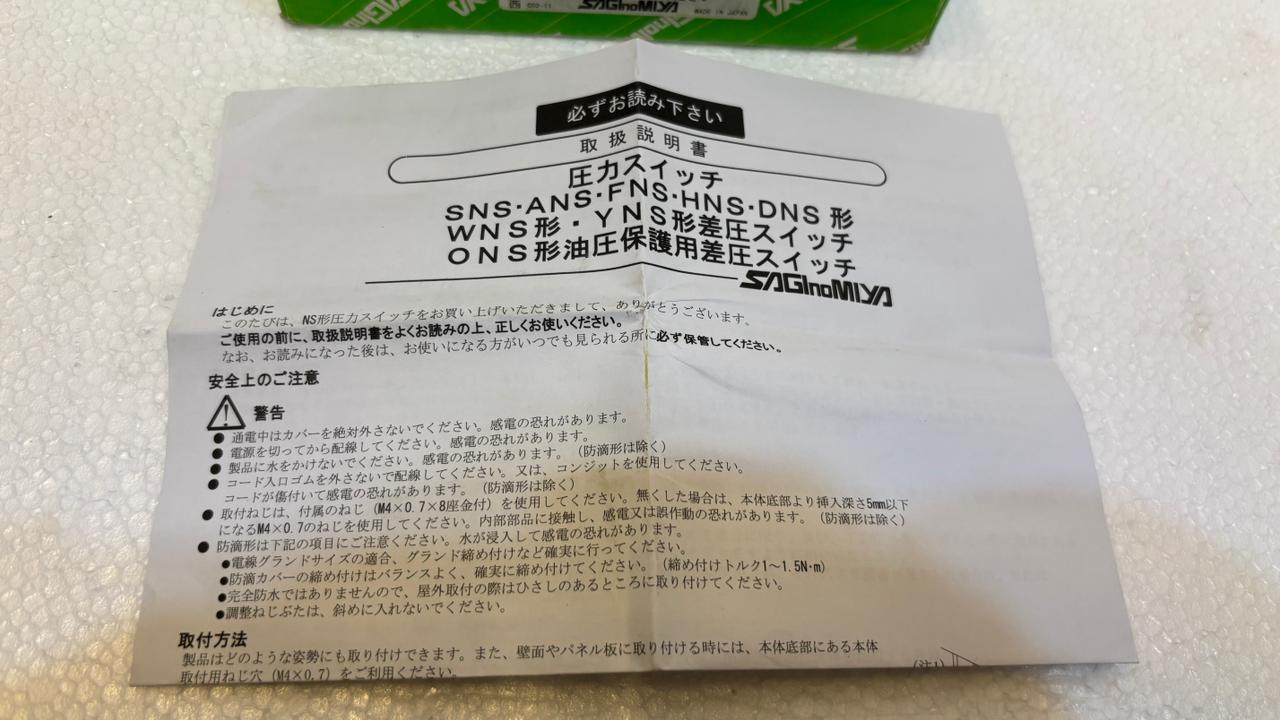 SAGInoMIYA
MADE IN JAPAN
必ずお読み下さい
取扱説明書
圧力スイッチ
SNS・ANS・FNS・HNS・DNS 形
WNS形・YNS形差圧スイッチ
ONS形油圧保護用差圧スイッチ
SAGInoMIYA
はじめに
このたびは、NS形圧力スイッチをお買い上げいただきまして、ありがとうございます。
ご使用の前に、取扱説明書をよくお読みの上、正しくお使いください。
なお、お読みになった後は、お使いになる方がいつでも見られる所に必ず保管してください。
安全上のご注意
警告
●通電中はカバーを絶対外さないでください。感電の恐れがあります。
●電源を切ってから配線してください。感電の恐れがあります。
●製品に水をかけないでください。感電の恐れがあります。(防滴形は除く)
●コード入口ゴムを外さないで配線してください。又は、コンジットを使用してください。
コードが傷付いて感電の恐れがあります。(防滴形は除く)
●取付ねじは、付属のねじ(M4×0.7×8座金付)を使用してください。無くした場合は、本体底部より挿入深さ5mm以下
になるM4×0.7のねじを使用してください。内部部品に接触し、感電又は誤作動の恐れがあります。(防滴形は除く)
●防滴形は下記の項目にご注意ください。水が浸入して感電の恐れがあります。
●電線グランドサイズの適合、グランド締め付けなど確実に行ってください。
●防滴カバーの締め付けはバランスよく、確実に締め付けてください。(締め付けトルク1～1.5N·m)
●完全防水ではありませんので、屋外取付の際はひさしのあるところに取り付けてください。
●調整ねじぶたは、斜めに入れないでください。
取付方法
製品はどのような姿勢にも取り付けできます。また、壁面やパネル板に取り付ける時には、本体底部にある本体
取付用ねじ穴(M4×0.7)をご利用ください。
(注1)